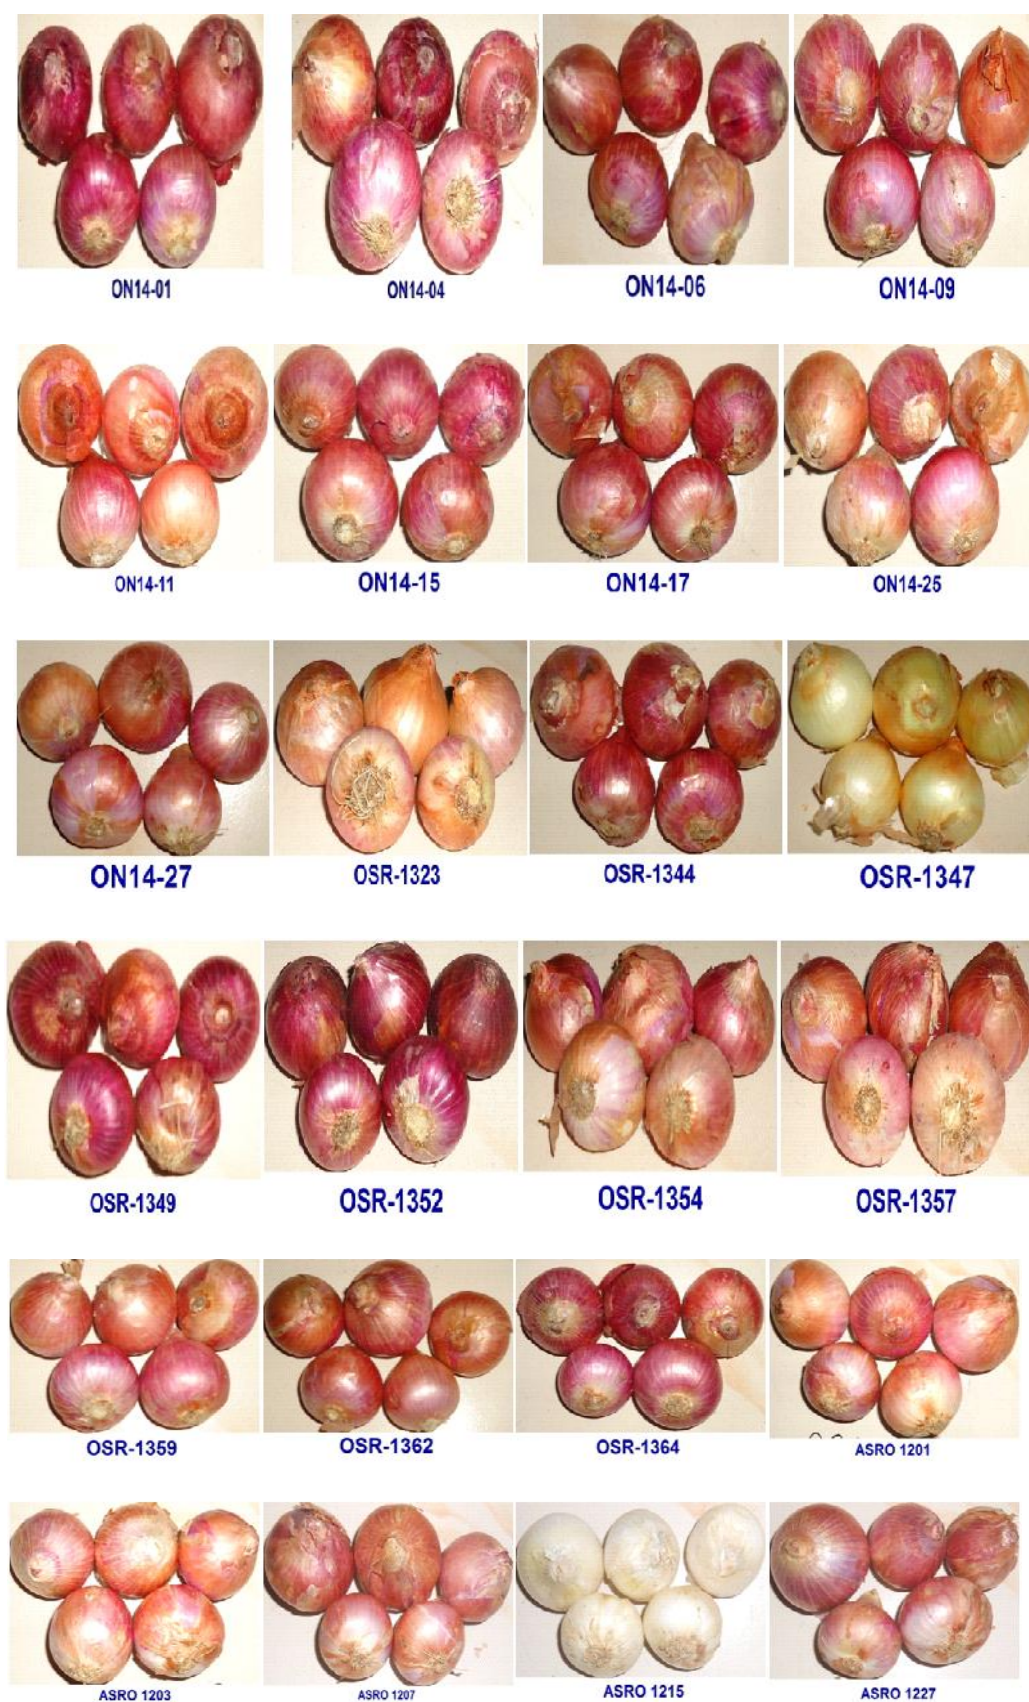 ON14-01
ON14-04
ON14-06
ON14-09
ON14-11
ON14-15
ON14-17
ON14-25
ON14-27
OSR-1323
OSR-1344
OSR-1347
OSR-1349
OSR-1352
OSR-1354
OSR-1357
OSR-1359
OSR-1362
OSR-1364
ASRO 1201
ASRO 1203
ASRO 1207
ASRO 1215
ASRO 1227